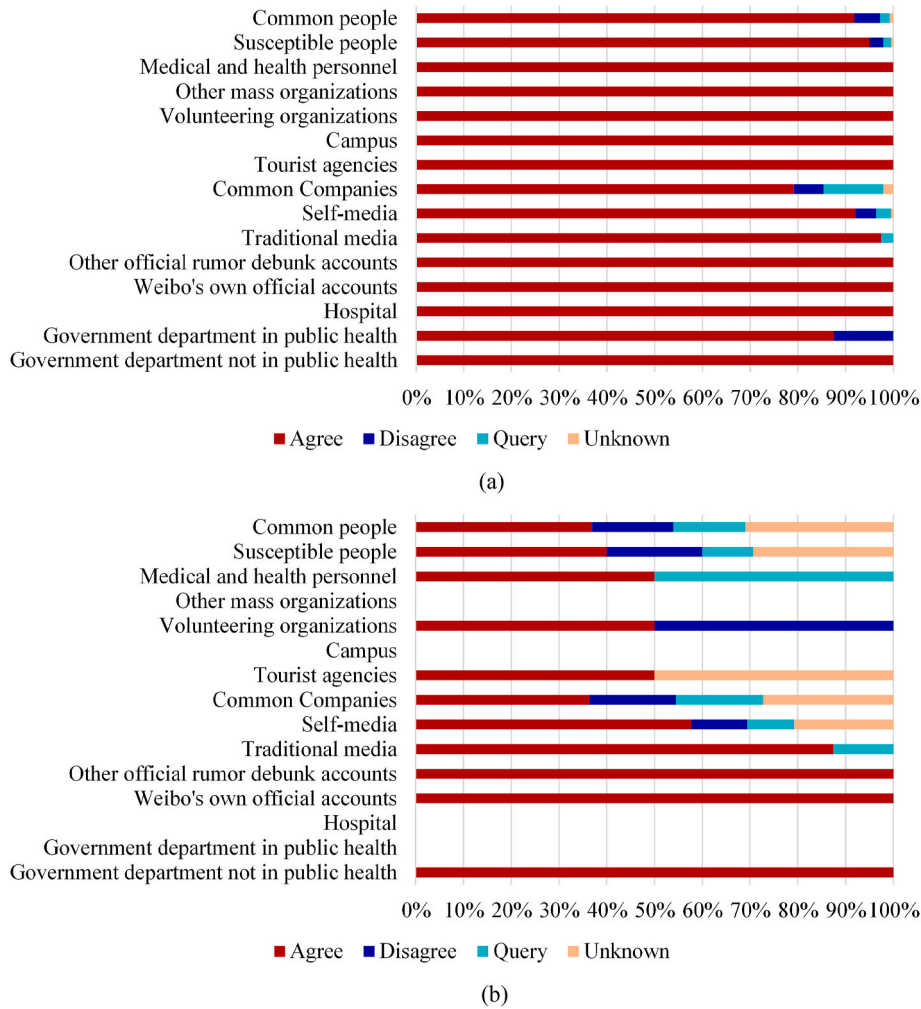 Common people
Susceptible people
Medical and health personnel
Other mass organizations
Volunteering organizations
Campus
Tourist agencies
Common Companies
Self-media
Traditional media
Other official rumor debunk accounts
Weibo's own official accounts
Hospital
Government department in public health
Government department not in public health
0% 10% 20% 30% 40% 50% 60% 70% 80% 90% 100%
Agree Disagree Query Unknown
(a)
Common people
Susceptible people
Medical and health personnel
Other mass organizations
Volunteering organizations
Campus
Tourist agencies
Common Companies
Self-media
Traditional media
Other official rumor debunk accounts
Weibo's own official accounts
Hospital
Government department in public health
Government department not in public health
0% 10% 20% 30% 40% 50% 60% 70% 80% 90% 100%
Agree Disagree Query Unknown
(b)